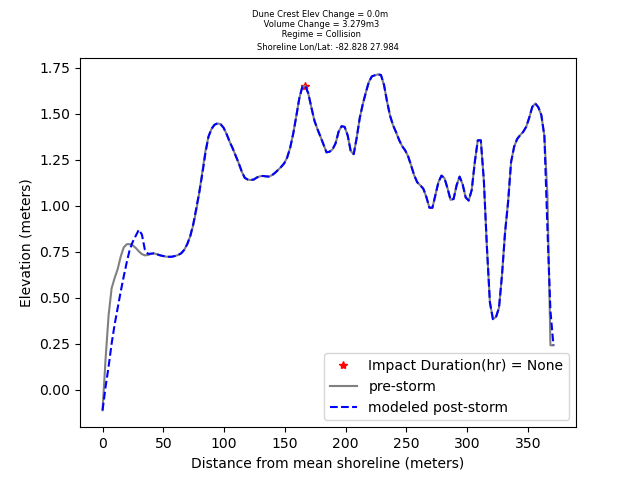 Dune Crest Elev Change = 0.0m
Volume Change = 3.279m3
Regime = Collision
Shoreline Lon/Lat: -82.828 27.984
1.75
1.50
1.25
1.00
0.75
0.50
0.25
0.00
Elevation (meters)
Impact Duration(hr) = None
pre-storm
modeled post-storm
0 50 100 150 200 250 300 350
Distance from mean shoreline (meters)